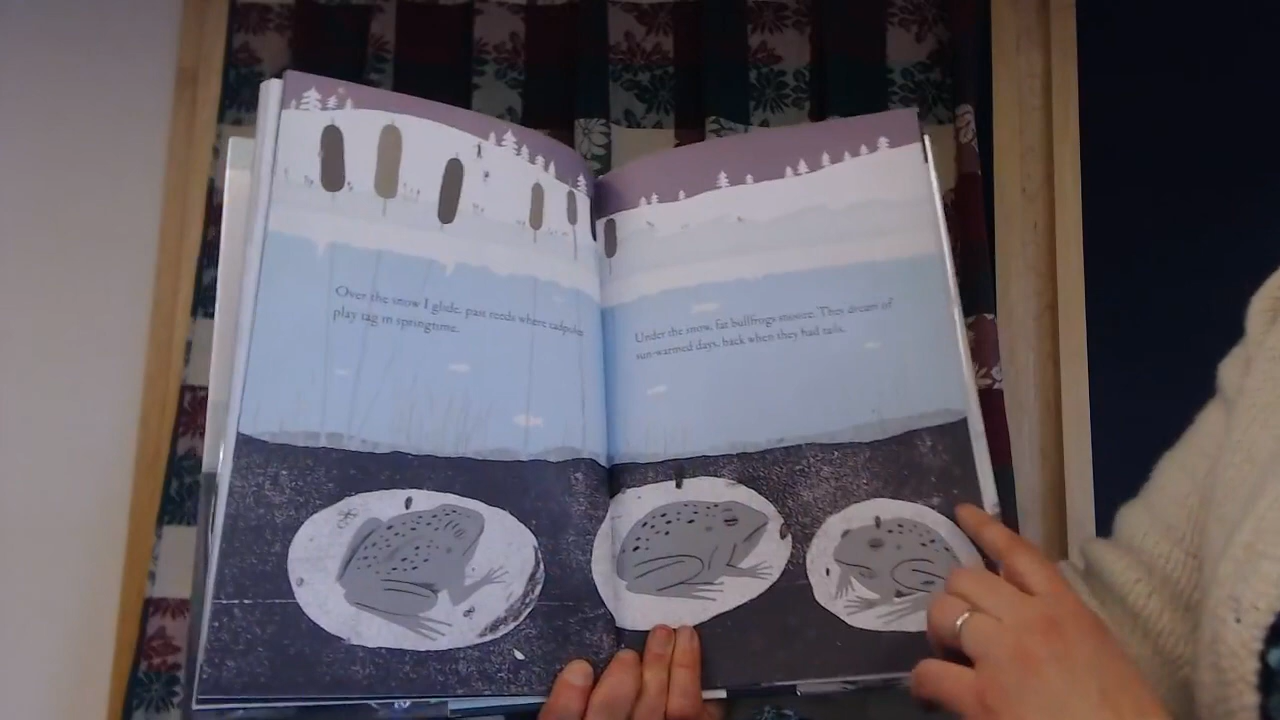 Over the snow I glide, past reeds where tadpoles
play tag in springtime.
Under the snow, fat bullfrogs snooze. They dream of
sun-warmed days, back when they had tails.